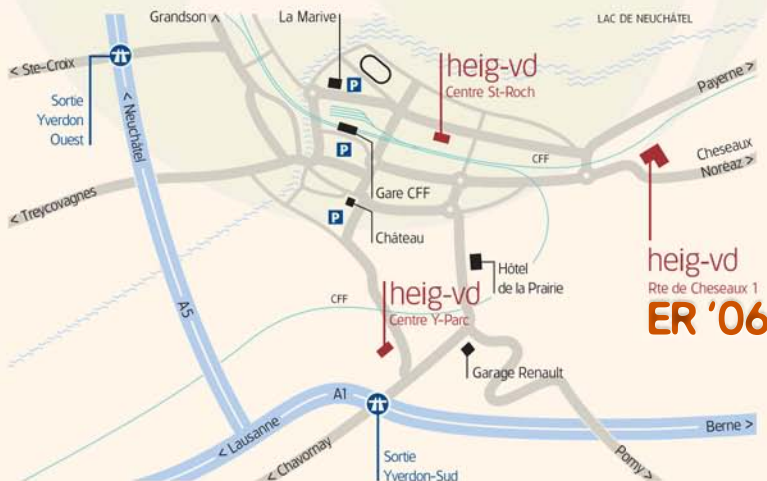 Grandson ʌ
La Marive
LAC DE NEUCHÂTEL
< Ste-Croix
Sortie
Yverdon
Ouest
< Neuchâtel
P
heig-vd
Centre St-Roch
Payerne >
P
CFF
Cheseaux
Noréaz >
< Treycovagnes
Gare CFF
P
Château
heig-vd
Rte de Cheseaux 1
ER '06
Hôtel
de la Prairie
CFF
heig-vd
Centre Y-Parc
A5
Garage Renault
A1
< Lausanne
Berne >
< Chavornay
Sortie
Yverdon-Sud
Pomy >